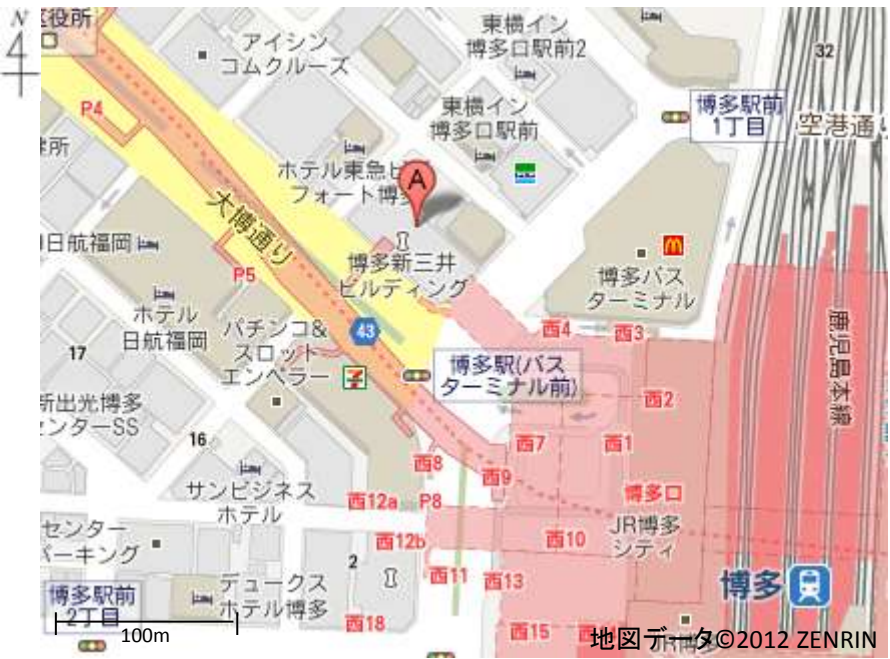 N
区役所
アイシン
コムクルーズ
東横イン
博多口駅前2
32
P4
東横イン
博多口駅前
博多駅前
1丁目
空港通り
ホテル東急ビ
フォート博多
A
大博通り
日航福岡
P5
博多新三井
ビルディング
博多バス
ターミナル
ホテル
日航福岡
パチンコ&
スロット
エンペラー
43
西4
西3
鹿児島本線
17
博多駅(バス
ターミナル前)
西2
新出光博多
センターSS
16
西7
西1
西8
西9
サンビジネス
ホテル
西12a
P8
博多口
JR博多
シティ
センター
パーキング
西12b
西10
2
西11
西13
デュークス
ホテル博多
博多
博多駅前
2丁目
100m
西18
西15
JR博多
地図データ©2012 ZENRIN